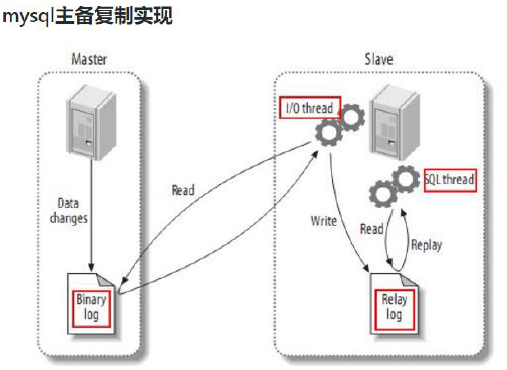 mysql主备复制实现
Master
Slave
I/O thread
SQL thread
Data
changes
Read
Write
Read
Replay
Binary
log
Relay
log